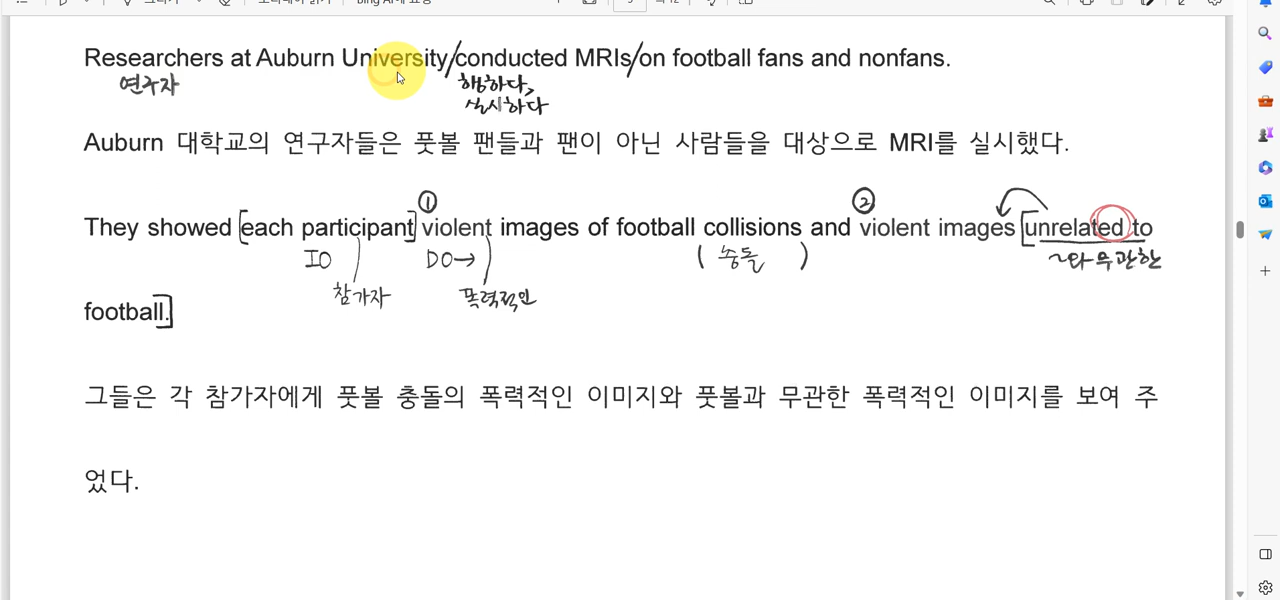 Researchers at Auburn University/conducted MRIs/on football fans and nonfans.
연구자 행하다,
실시하다
Auburn 대학교의 연구자들은 풋볼 팬들과 팬이 아닌 사람들을 대상으로 MRI를 실시했다.
① ②
They showed [each participant] violent images of football collisions and violent images [unrelated to
IO DO→ (충돌) ~와 무관한
참가자 폭력적인
football.]
그들은 각 참가자에게 풋볼 충돌의 폭력적인 이미지와 풋볼과 무관한 폭력적인 이미지를 보여 주
었다.